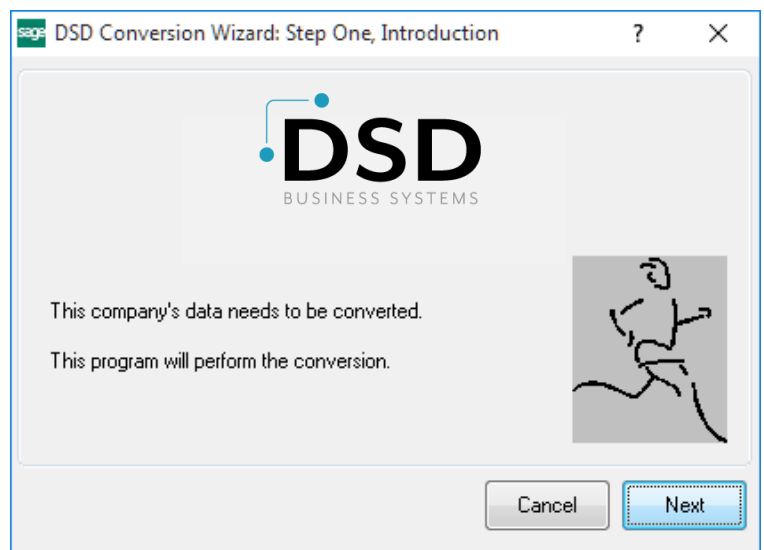 sage DSD Conversion Wizard: Step One, Introduction ?
DSD
BUSINESS SYSTEMS
This company's data needs to be converted.
This program will perform the conversion.
Cancel Next